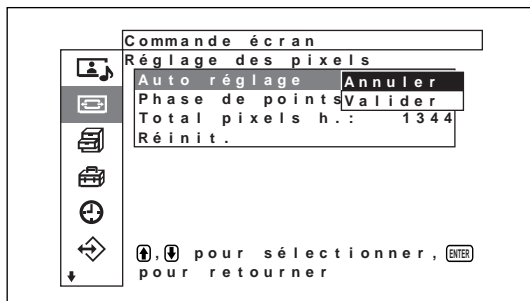 Commande écran
Réglage des pixels
Auto réglage Annuler
Phase de points Valider
Total pixels h.: 1344
Réinit.
, pour sélectionner, ENTER
pour retourner